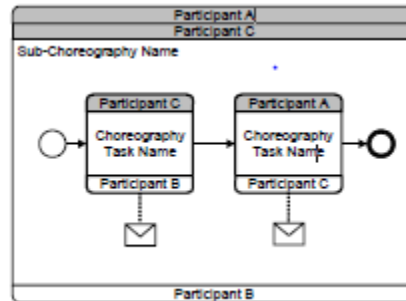 Participant A
Participant C
Sub-Choreography Name
Participant C
Choreography
Task Name
Participant B
Participant A
Choreography
Task Name
Participant C
Participant B